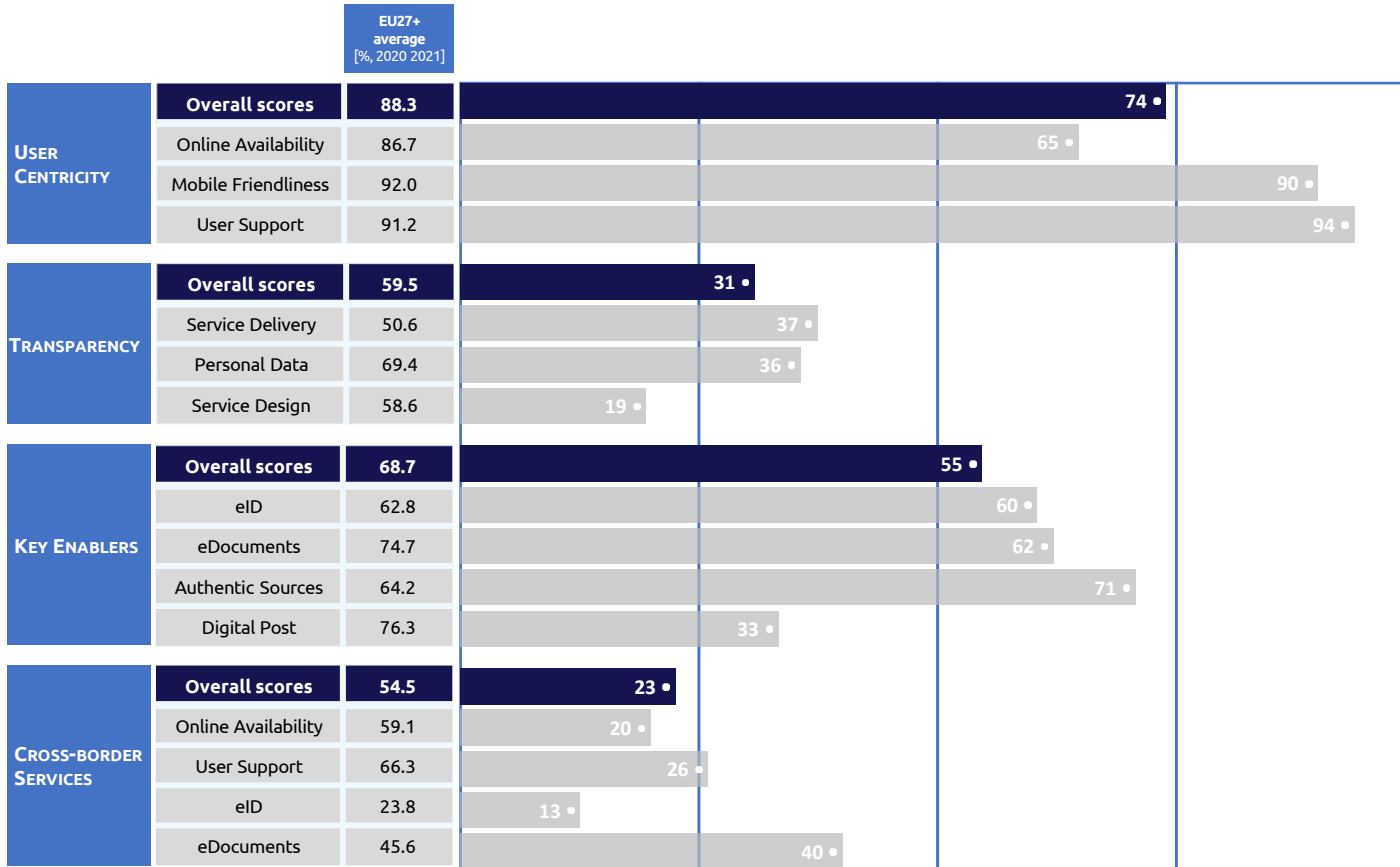 EU27+
average
[%, 2020 2021]
USER
CENTRICITY
Overall scores 88.3 74
Online Availability 86.7 65
Mobile Friendliness 92.0 90
User Support 91.2 94
TRANSPARENCY
Overall scores 59.5 31
Service Delivery 50.6 37
Personal Data 69.4 36
Service Design 58.6 19
KEY ENABLERS
Overall scores 68.7 55
eID 62.8 60
eDocuments 74.7 62
Authentic Sources 64.2 71
Digital Post 76.3 33
CROSS-BORDER
SERVICES
Overall scores 54.5 23
Online Availability 59.1 20
User Support 66.3 26
eID 23.8 13
eDocuments 45.6 40